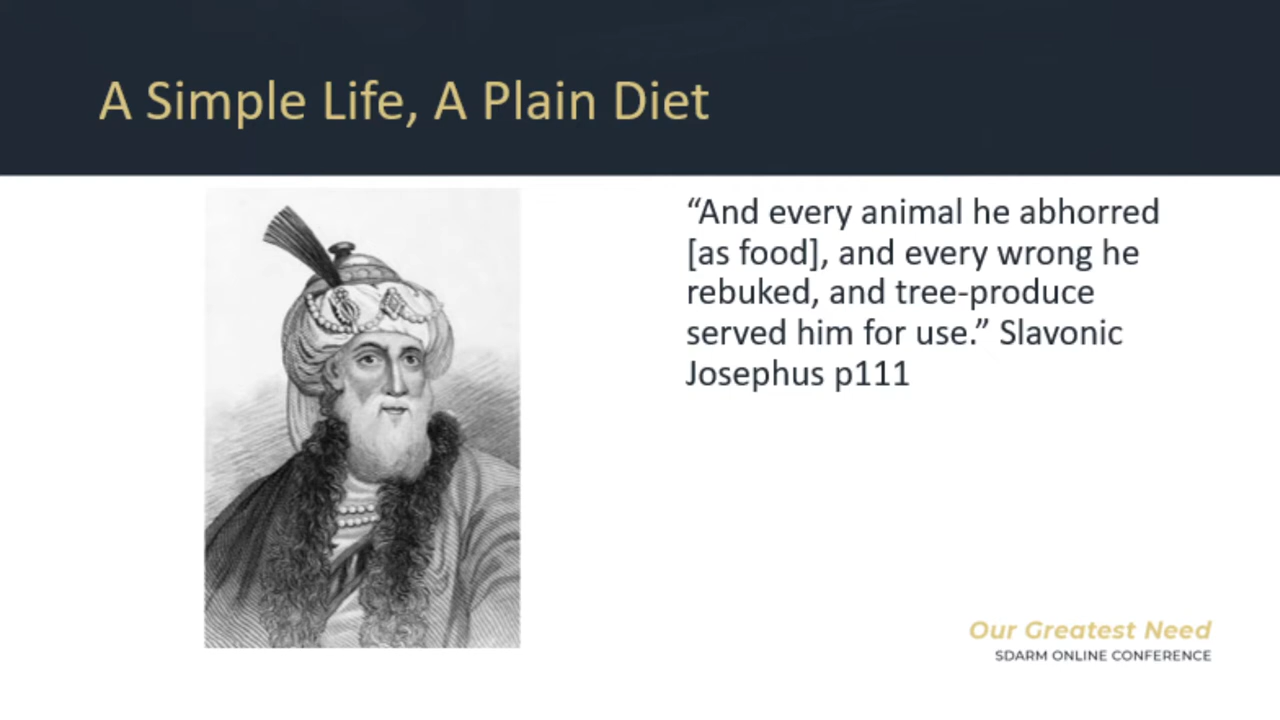 A Simple Life, A Plain Diet
“And every animal he abhorred
[as food], and every wrong he
rebuked, and tree-produce
served him for use.” Slavonic
Josephus p111
Our Greatest Need
SDARM ONLINE CONFERENCE